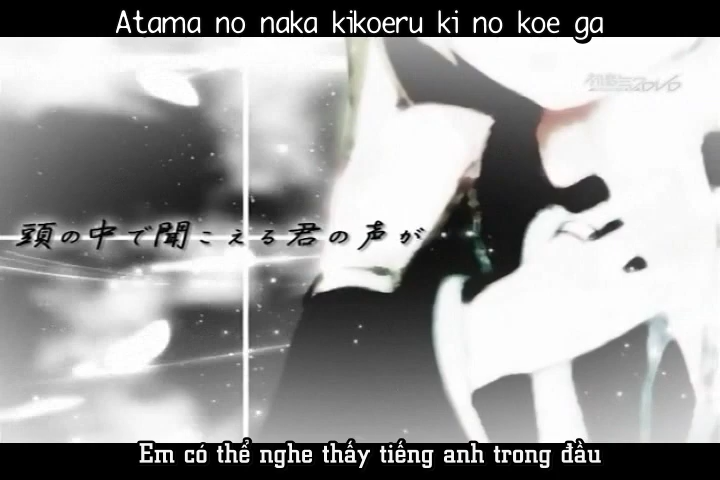 Atama no naka kikoeru ki no koe ga
頭の中で聞こえる君の声が
Em có thể nghe thấy tiếng anh trong đầu